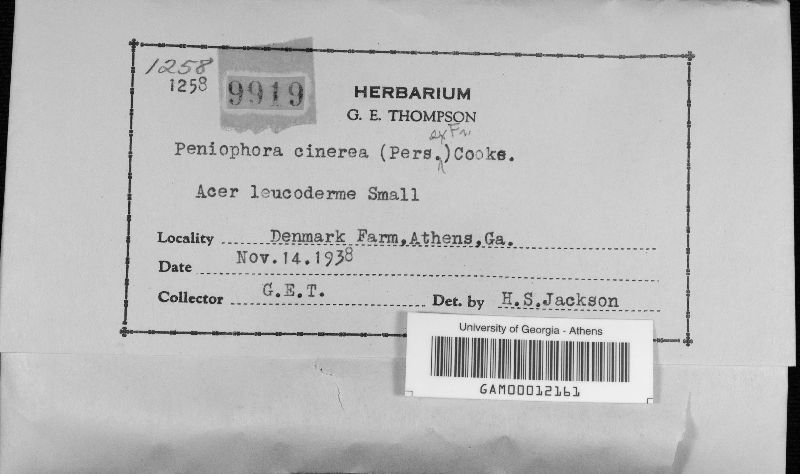 1258
1258
9919
HERBARIUM
G. E. THOMPSON
ex Fr.
Peniophora cinerea (Pers.)Cooke.
Acer leucoderme Small
Locality Denmark Farm,Athens,Ga.
Date Nov.14.1938
Collector G.E.T. Det. by H.S.Jackson
University of Georgia - Athens
GAM00012161